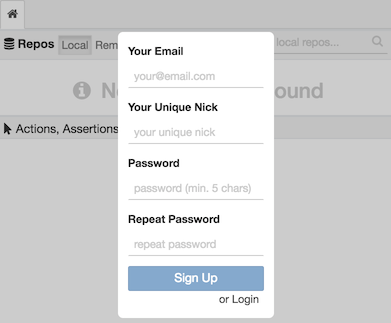 Repos Local Rem
local repos...
Your Email
your@email.com
No
ound
Your Unique Nick
your unique nick
Actions, Assertions
Password
password (min. 5 chars)
Repeat Password
repeat password
Sign Up
or Login